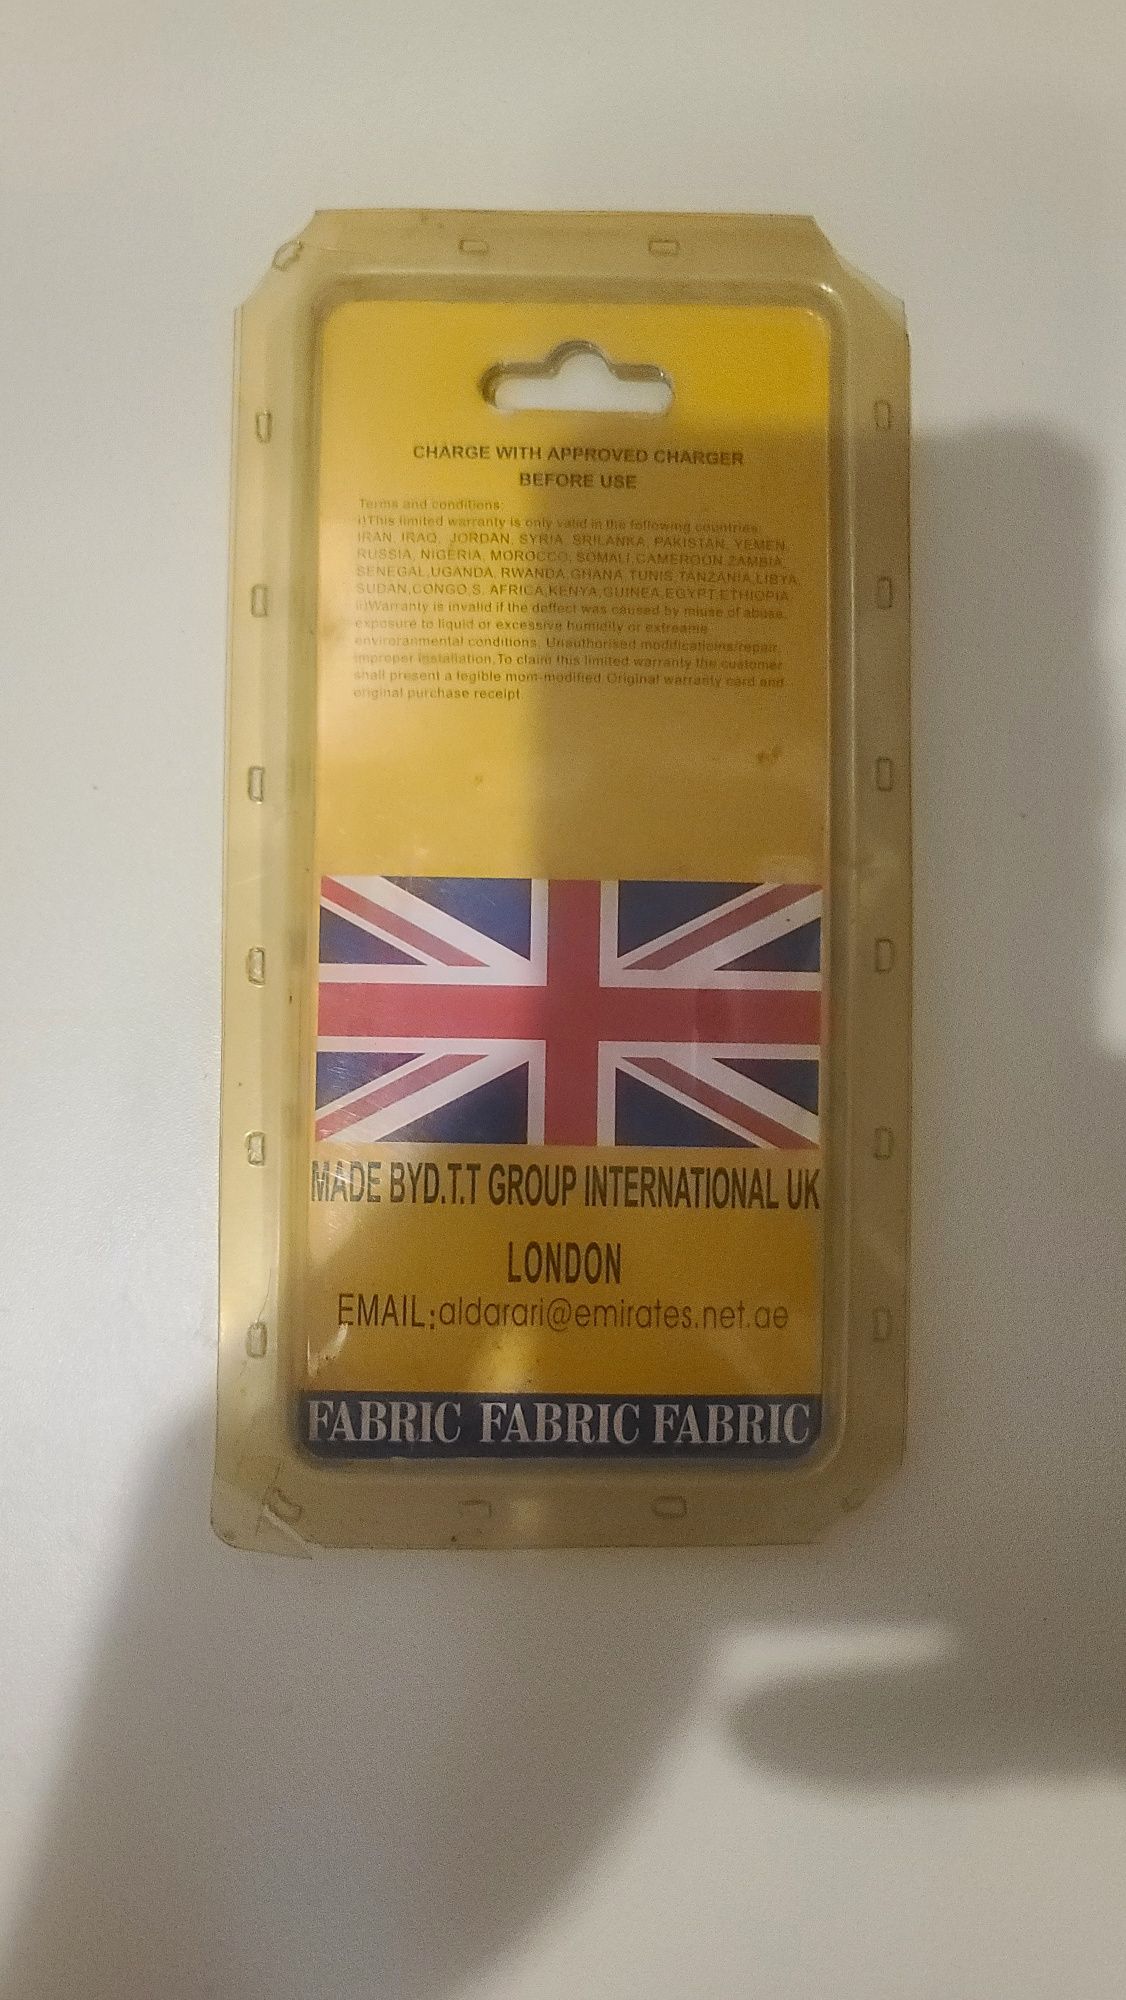 CHARGE WITH APPROVED CHARGER
BEFORE USE
Terms and conditions:
i)This limited warranty is only valid in the following countries:
IRAN, IRAQ, JORDAN, SYRIA, SRILANKA, PAKISTAN, YEMEN,
RUSSIA, NIGERIA, MOROCCO, SOMALI,CAMEROON,ZAMBIA,
SENEGAL,UGANDA, RWANDA,GHANA,TUNIS,TANZANIA,LIBYA,
SUDAN,CONGO,S. AFRICA,KENYA,GUINEA,EGYPT,ETHIOPIA,
ii)Warranty is invalid if the deffect was caused by miuse of abuse,
exposure to liquid or excessive humidity or extreame
enviroranmental conditions, Unauthorised modifications/repair,
improper installation,To claim this limited warranty the customer
shall present a legible mom-modified Original warranty card and
original purchase receipt.
MADE BYD.T.T GROUP INTERNATIONAL UK
LONDON
EMAIL:aldarari@emirates.net.ae
FABRIC FABRIC FABRIC